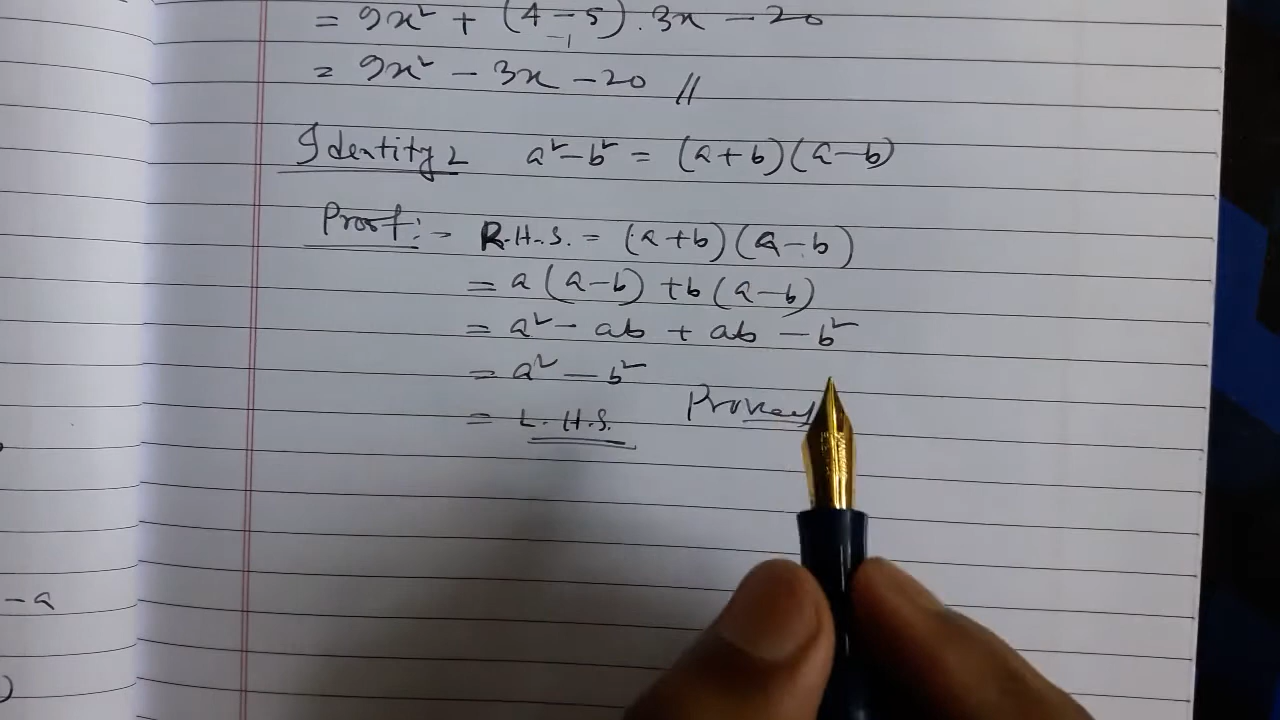 = 9x² + (4-5).3x - 20
-1
= 9x² - 3x - 20 //
Identity 2 a² - b² = (a+b)(a-b)
Proof:- R.H.S. = (a+b)(a-b)
= a(a-b) + b(a-b)
= a² - ab + ab - b²
= a² - b²
= L.H.S. Proved
- a
)